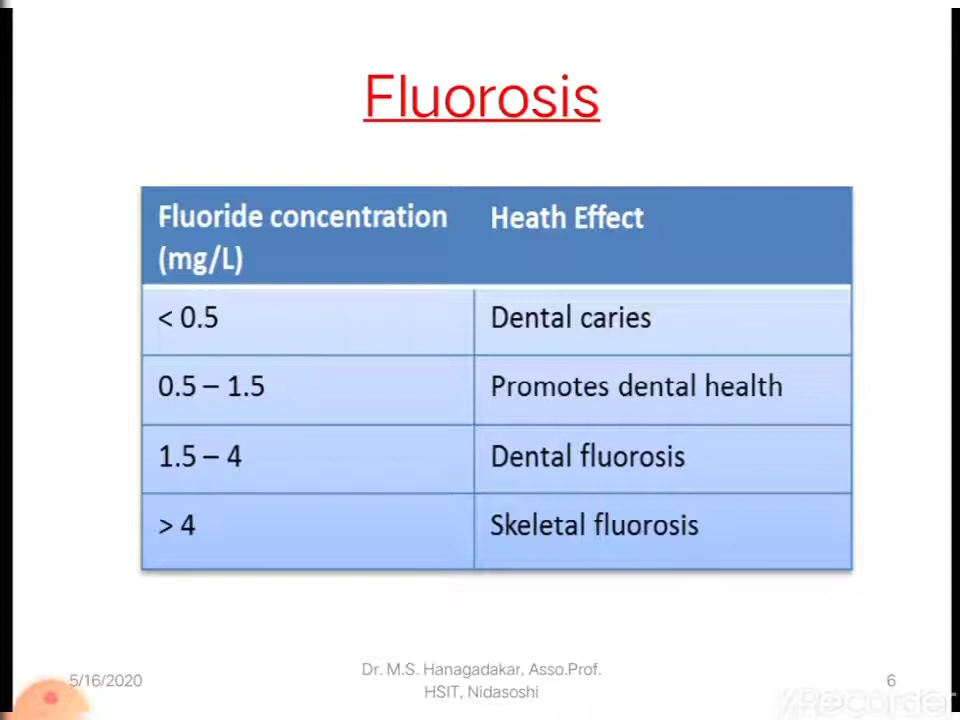 Fluorosis
Fluoride concentration
(mg/L)
Heath Effect
< 0.5
Dental caries
0.5 – 1.5
Promotes dental health
1.5 – 4
Dental fluorosis
> 4
Skeletal fluorosis
5/16/2020
Dr. M.S. Hanagadakar, Asso.Prof.
HSIT, Nidasoshi
6
Recorder